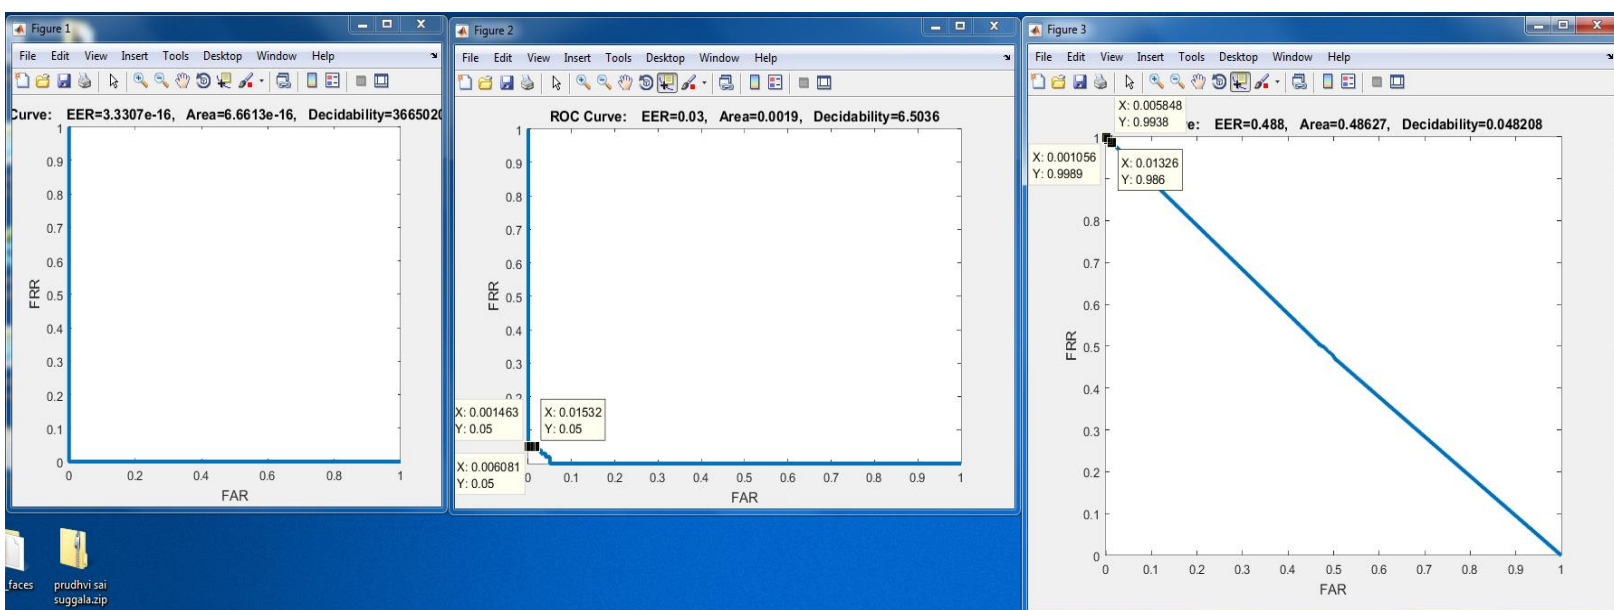 Figure 1
File Edit View Insert Tools Desktop Window Help
Curve: EER=3.3307e-16, Area=6.6613e-16, Decidability=3665020
1
0.9
0.8
0.7
0.6
0.5
0.4
0.3
0.2
0.1
0
FRR
0 0.2 0.4 0.6 0.8 1
FAR
Figure 2
File Edit View Insert Tools Desktop Window Help
ROC Curve: EER=0.03, Area=0.0019, Decidability=6.5036
1
0.9
0.8
0.7
0.6
0.5
0.4
0.3
0.2
FRR
X: 0.001463
Y: 0.05
X: 0.01532
Y: 0.05
X: 0.006081
Y: 0.05
0 0.1 0.2 0.3 0.4 0.5 0.6 0.7 0.8 0.9 1
FAR
Figure 3
File Edit View Insert Tools Desktop Window Help
X: 0.005848
Y: 0.9938
e: EER=0.488, Area=0.48627, Decidability=0.048208
1
X: 0.001056
Y: 0.9989
X: 0.01326
Y: 0.986
0.8
0.7
0.6
0.5
0.4
0.3
0.2
0.1
0
FRR
0 0.1 0.2 0.3 0.4 0.5 0.6 0.7 0.8 0.9 1
FAR
_faces
prudhvi sai
suggala.zip